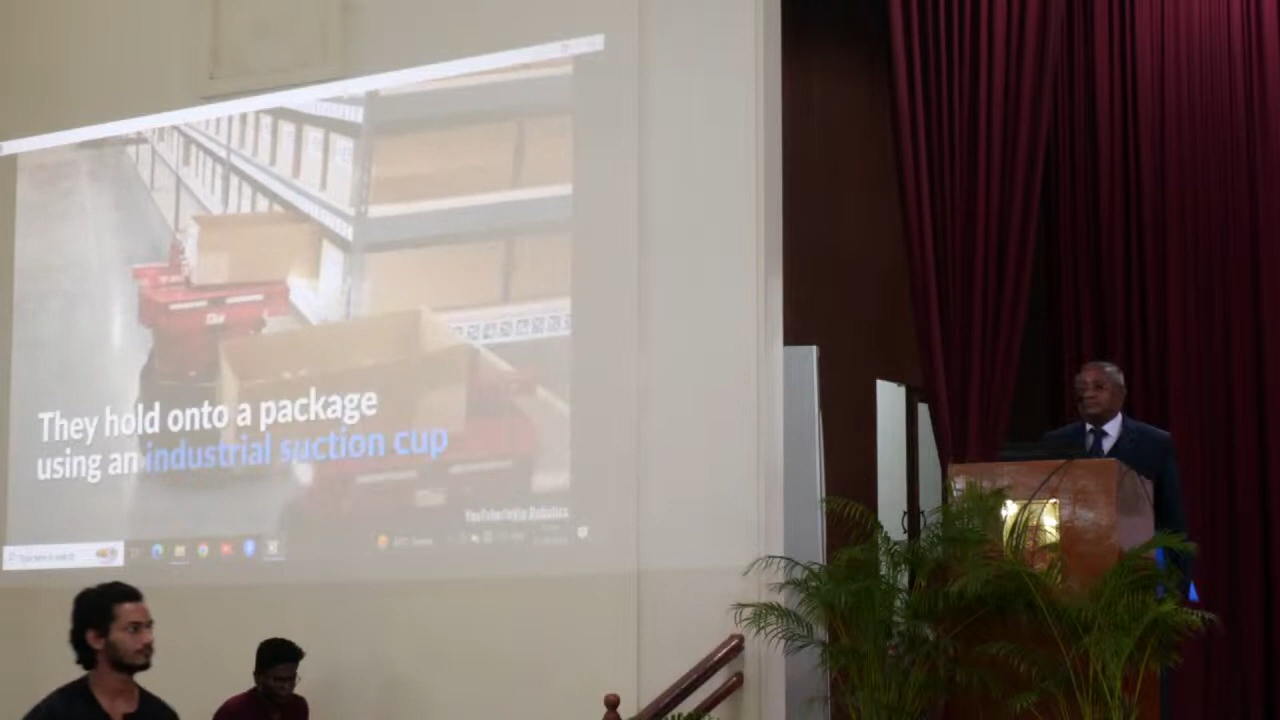 They hold onto a package
using an industrial suction cup